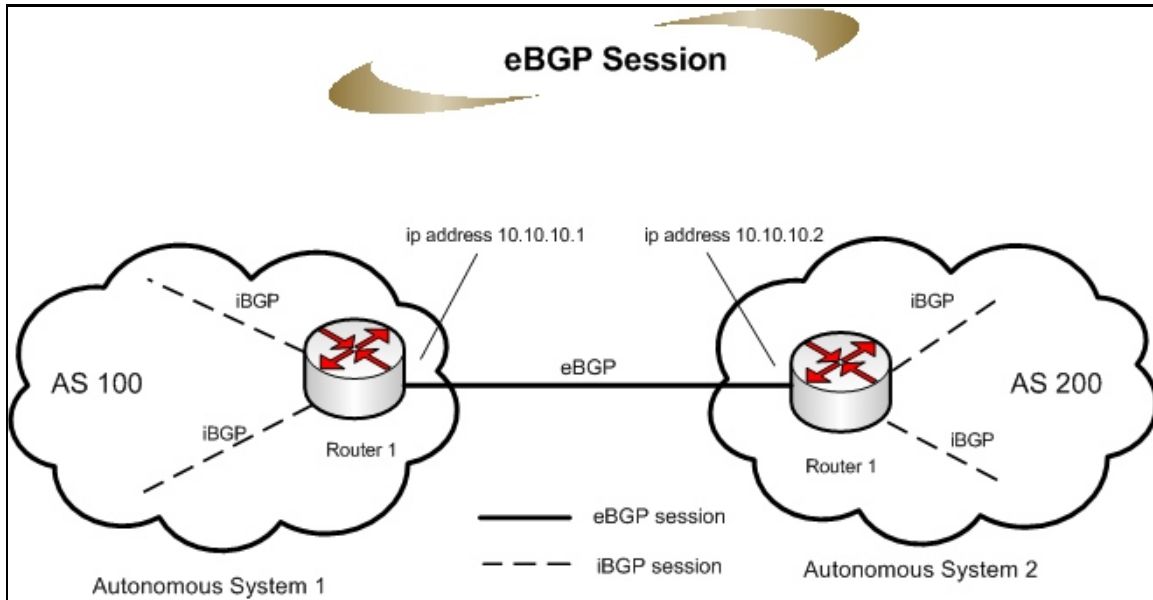 eBGP Session
ip address 10.10.10.1
ip address 10.10.10.2
iBGP
iBGP
AS 100
eBGP
AS 200
iBGP
iBGP
Router 1
Router 1
eBGP session
iBGP session
Autonomous System 1
Autonomous System 2